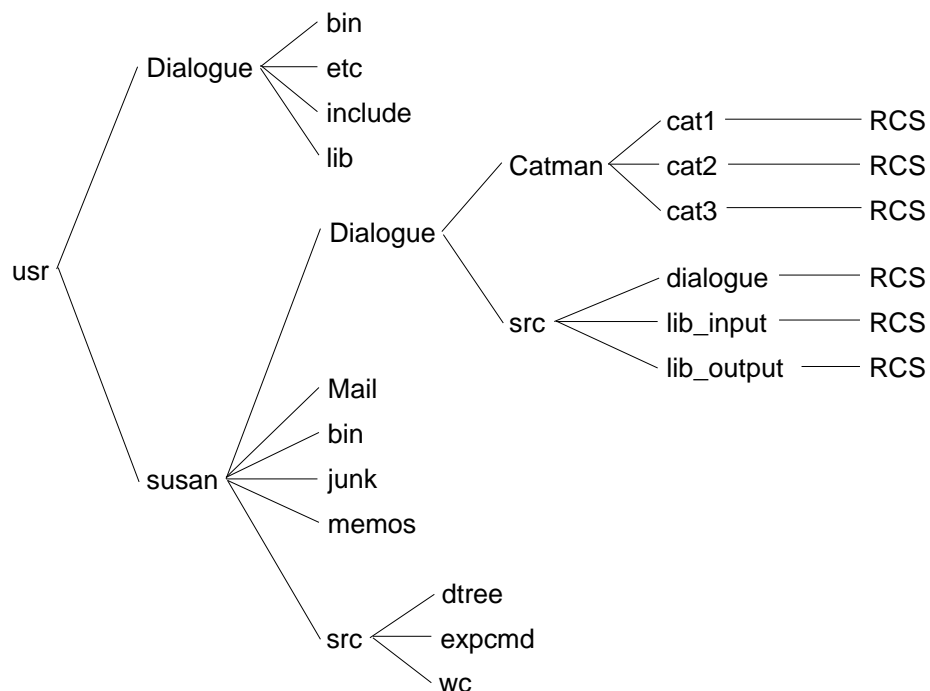 bin
Dialogue
etc
include
lib
cat1 RCS
Catman cat2 RCS
cat3 RCS
Dialogue
usr
dialogue RCS
src lib_input RCS
lib_output RCS
Mail
bin
susan junk
memos
dtree
src expcmd
wc